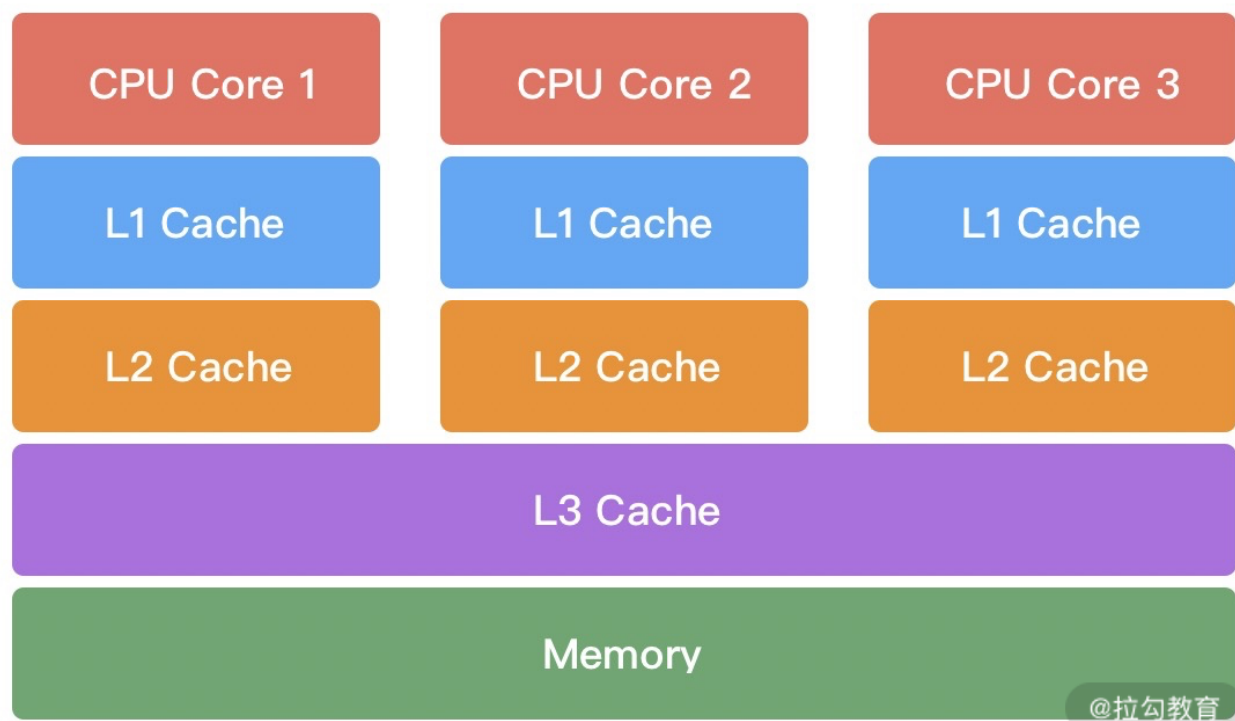 CPU Core 1
CPU Core 2
CPU Core 3
L1 Cache
L1 Cache
L1 Cache
L2 Cache
L2 Cache
L2 Cache
L3 Cache
Memory
@拉勾教育